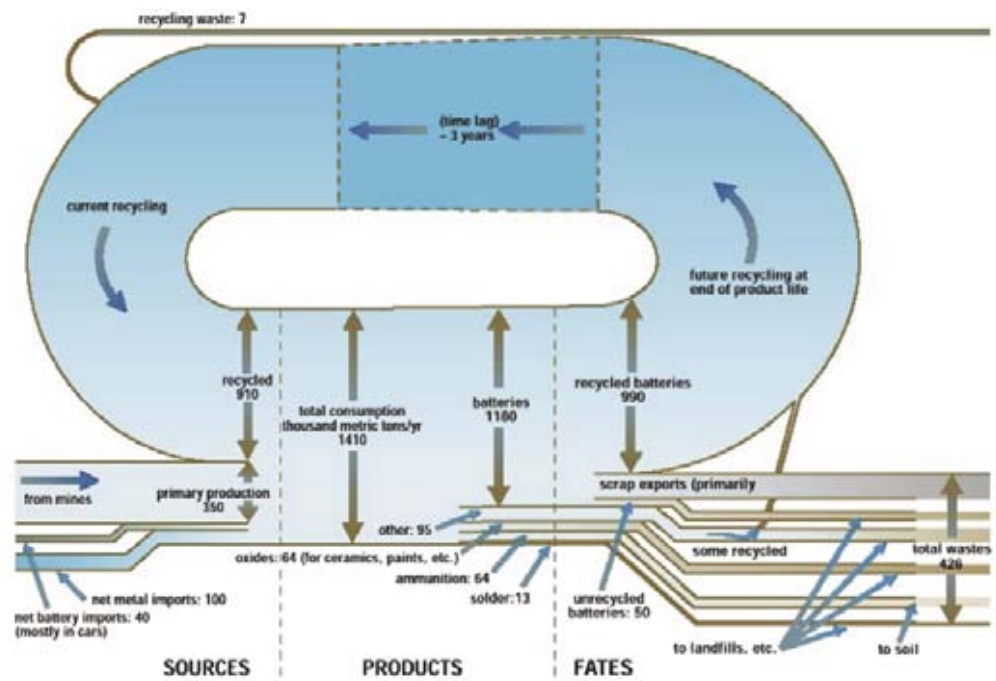 recycling waste: 7
(time lag)
~ 3 years
current recycling
future recycling at
end of product life
recycled
910
total consumption
thousand metric tons/yr
1410
batteries
1180
recycled batteries
990
from mines
primary production
350
scrap exports (primarily
other: 95
oxides: 64 (for ceramics, paints, etc.)
ammunition: 64
solder: 13
some recycled
total wastes
426
net metal imports: 100
net battery imports: 40
(mostly in cars)
unrecycled
batteries: 50
to landfills, etc.
to soil
SOURCES
PRODUCTS
FATES